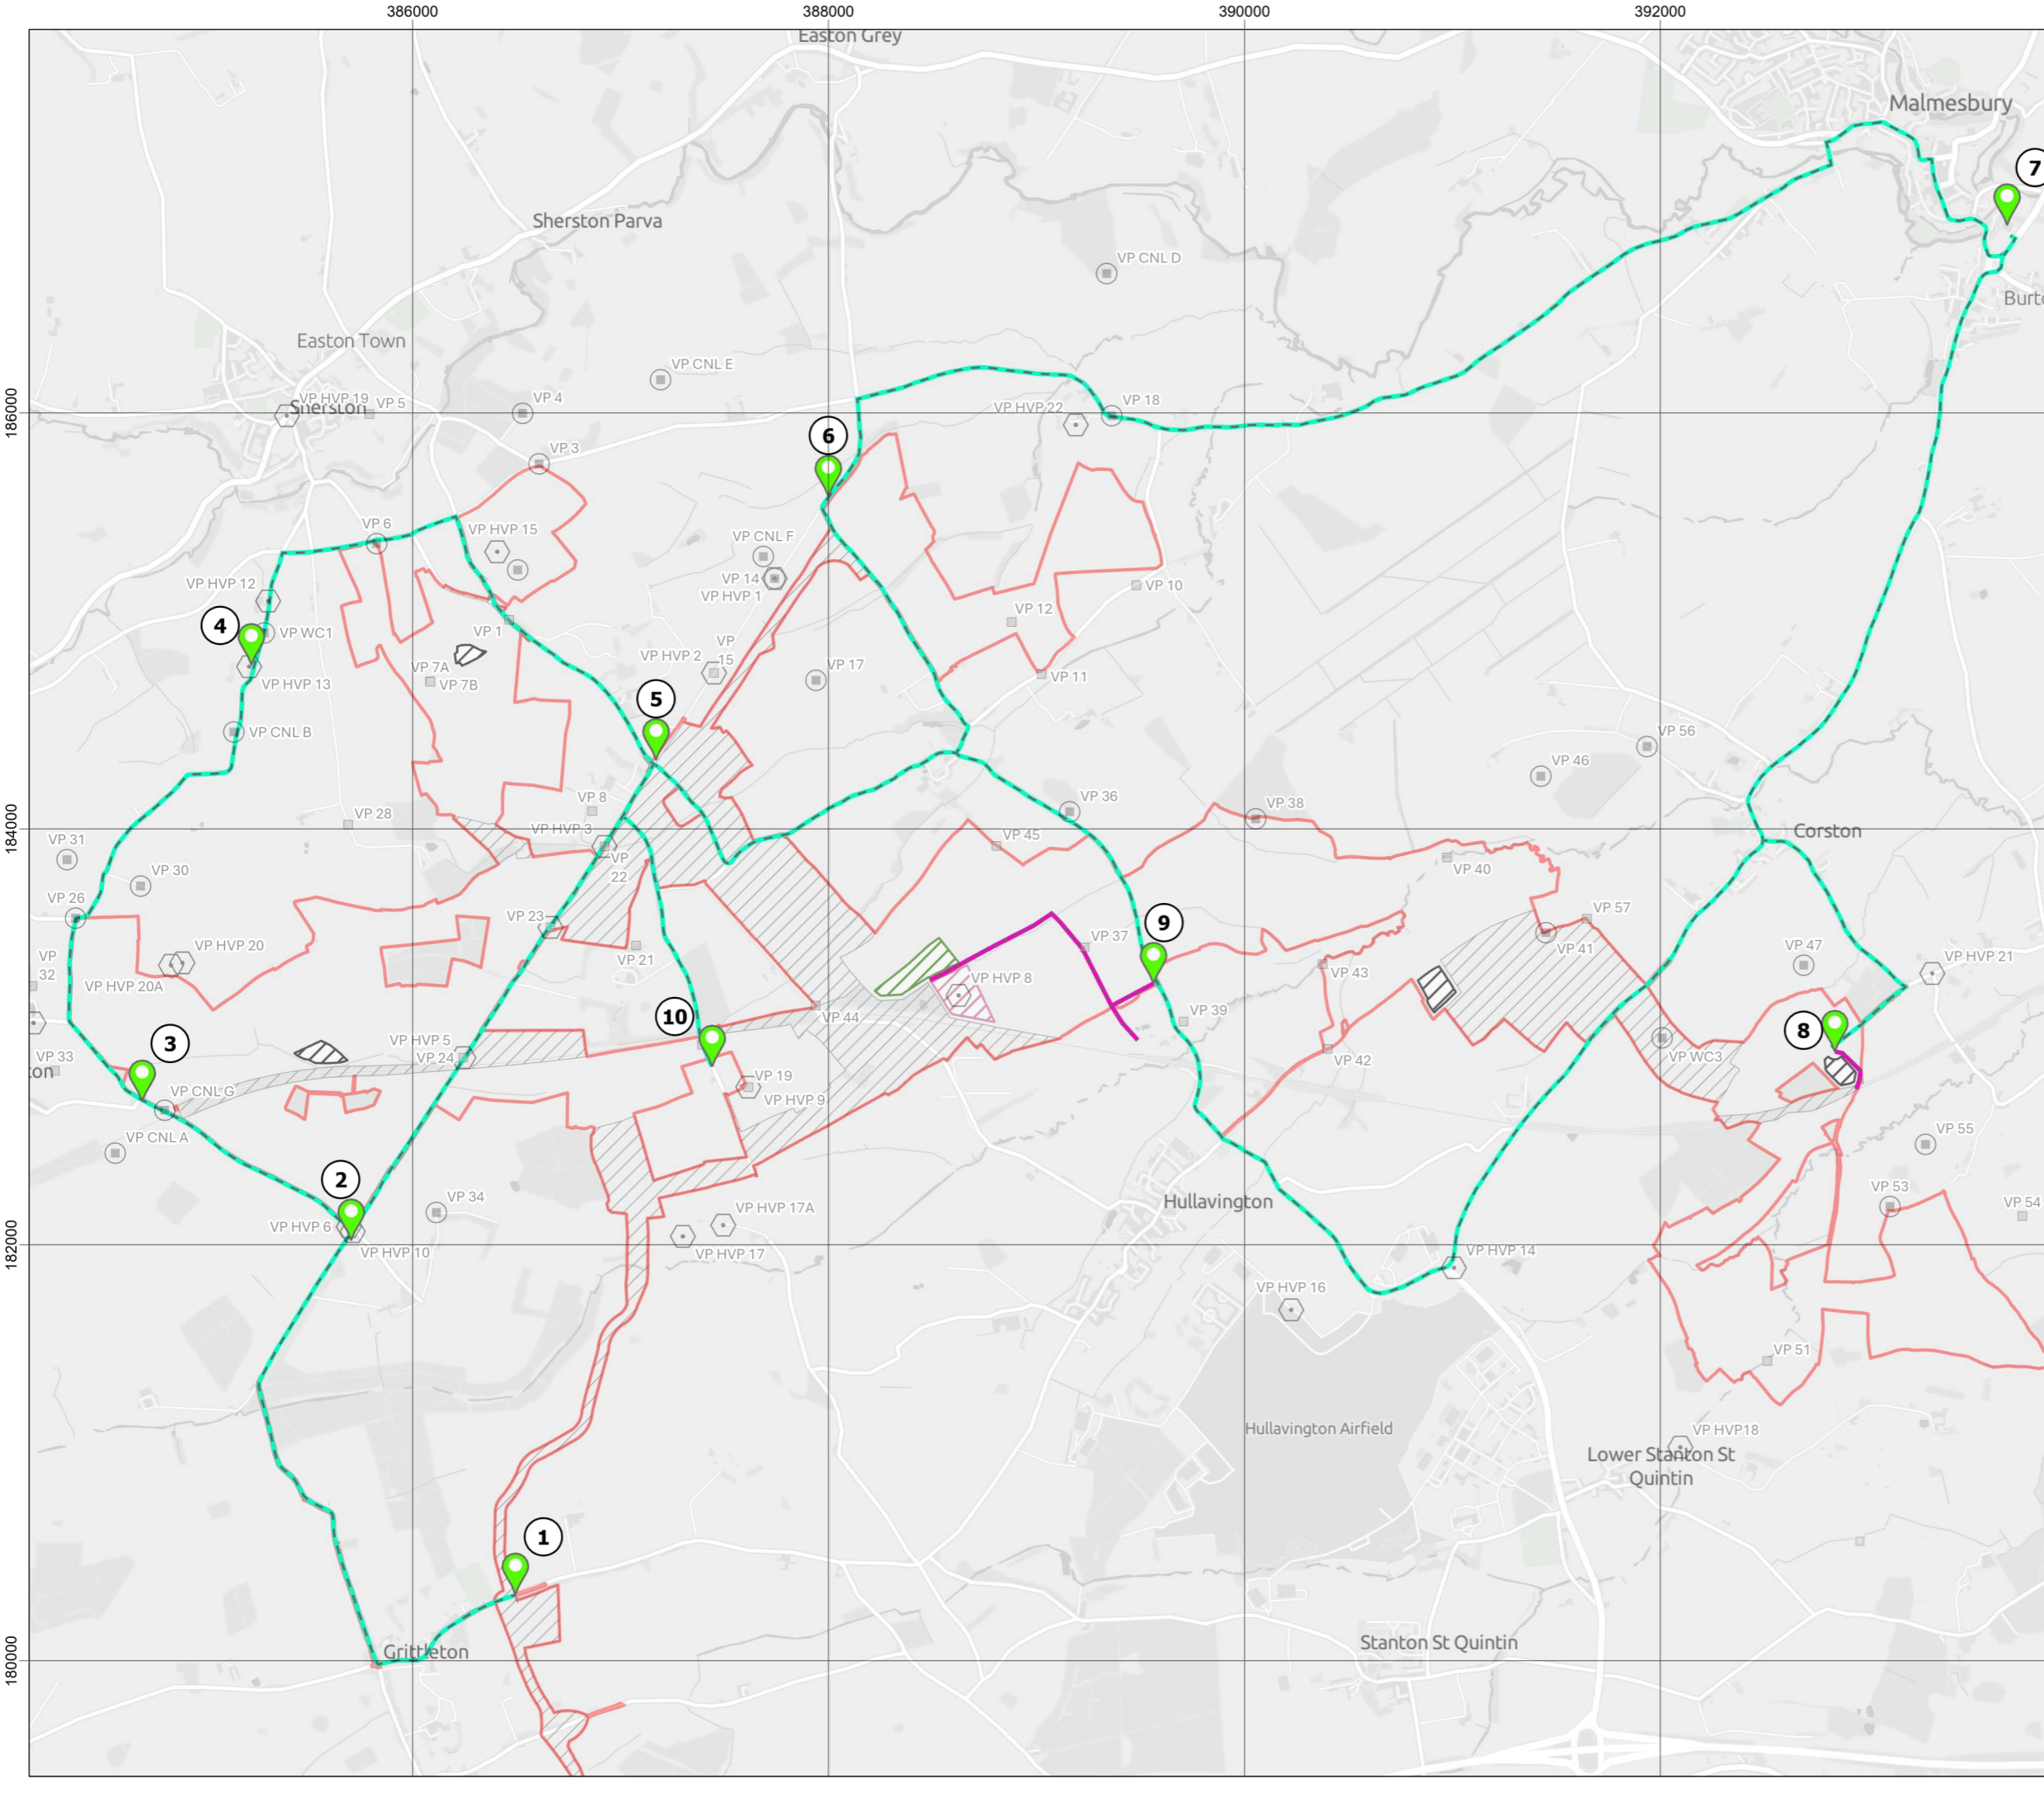 386000
388000
390000
392000
Easton Grey
Malmesbury
7
Sherston Parva
VP CNL D
Burt
Easton Town
VP CNL E
186000
VP HVP 19
VP 5
Sherston
VP 4
VP HVP 22
VP 18
6
VP 3
VP 6
VP HVP 15
VP CNL F
VP 14
VP HVP 1
VP HVP 12
VP 10
4
VP WC1
VP 1
VP 12
VP HVP 2
VP
15
VP 7A
VP 7B
VP HVP 13
VP 17
VP 11
5
VP CNL B
VP 56
VP 46
VP 8
VP 36
VP 38
184000
VP 28
VP HVP 3
VP 45
Corston
VP 31
VP
22
VP 30
VP 40
VP 26
VP 23
9
VP 57
VP 37
VP 41
VP HVP 20
VP 21
VP 47
VP
32
VP HVP 20A
VP HVP 8
VP 43
VP HVP 21
10
VP 44
VP 39
8
3
VP HVP 5
VP 24
VP 33
on
VP 42
VP WC3
VP CNL G
VP 19
VP HVP 9
VP CNL A
VP 55
2
VP 34
Hullavington
VP 53
VP 54
VP HVP 6
VP HVP 17A
182000
VP HVP 10
VP HVP 17
VP HVP 14
VP HVP 16
VP 51
Hullavington Airfield
VP HVP18
Lower Stanton St
Quintin
1
180000
Grittleton
Stanton St Quintin